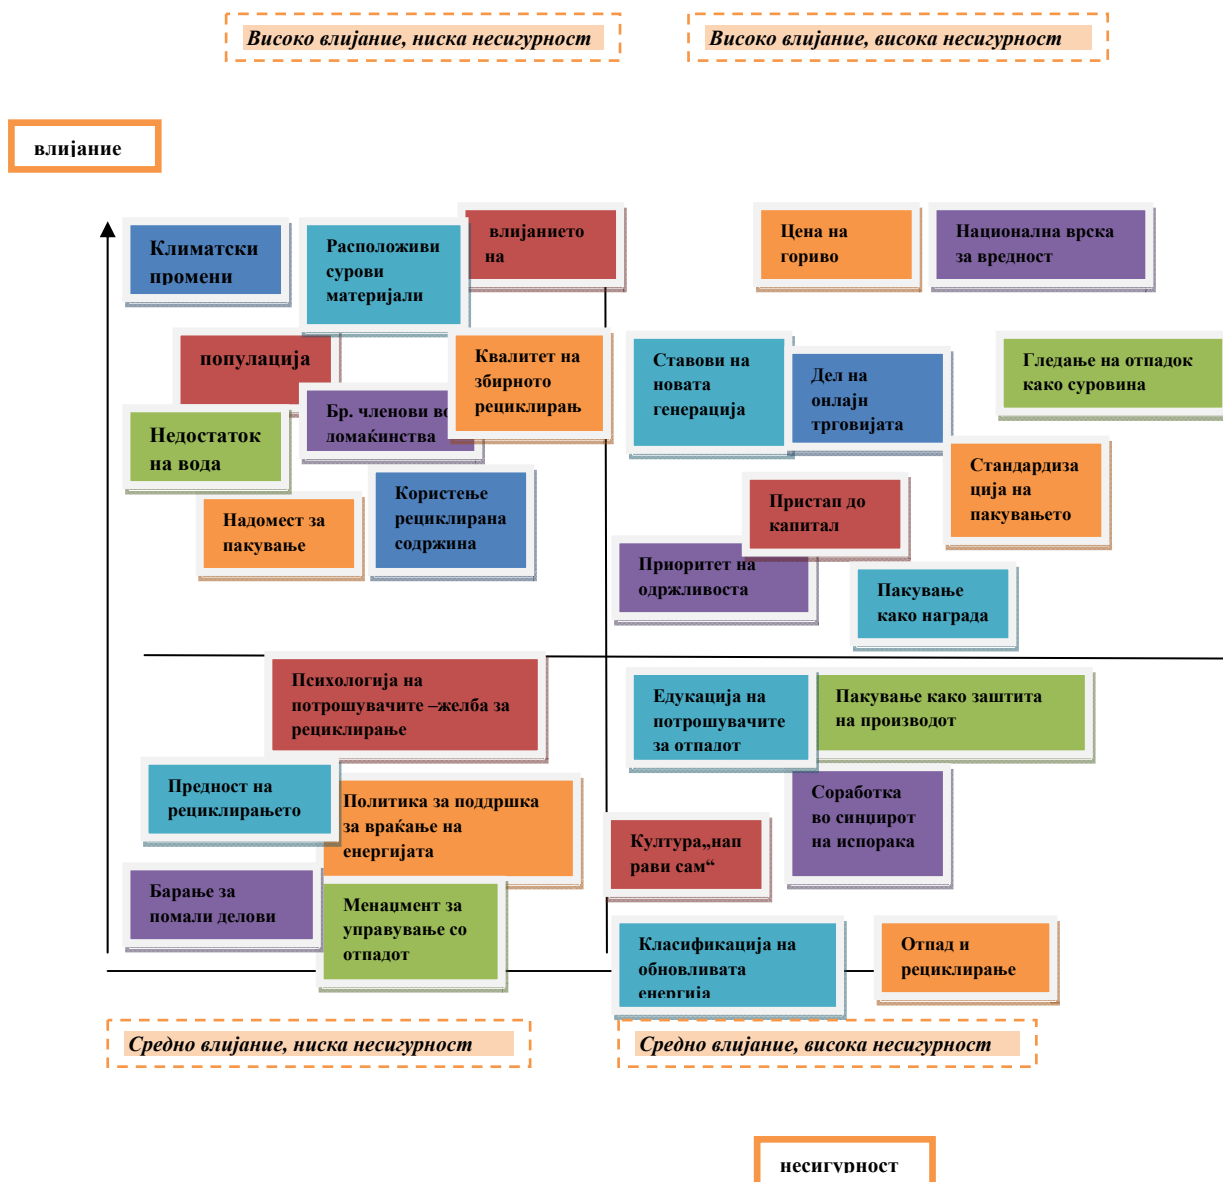 Високо влијание, ниска несигурност
Високо влијание, висока несигурност
влијание
Климатски
промени
Расположиви
сурови
материјали
влијанието
на
Цена на
гориво
Национална врска
за вредност
популација
Квалитет на
збирното
рециклирањ
Ставови на
новата
генерација
Дел на
онлајн
трговијата
Гледање на отпадок
како суровина
Бр. членови во
домаќинства
Недостаток
на вода
Стандардиза
ција на
пакувањето
Надомест за
пакување
Користење
рециклирана
содржина
Пристап до
капитал
Приоритет на
одржливоста
Пакување
како награда
Психологија на
потрошувачите –желба за
рециклирање
Едукација на
потрошувачите
за отпадот
Пакување како заштита
на производот
Предност на
рециклирањето
Политика за поддршка
за враќање на
енергијата
Соработка
во синџирот
на испорака
Култура„нап
рави сам“
Барање за
помали делови
Менаџмент за
управување со
отпадот
Класификација на
обновливата
енергија
Отпад и
рециклирање
Средно влијание, ниска несигурност
Средно влијание, висока несигурност
несигурност